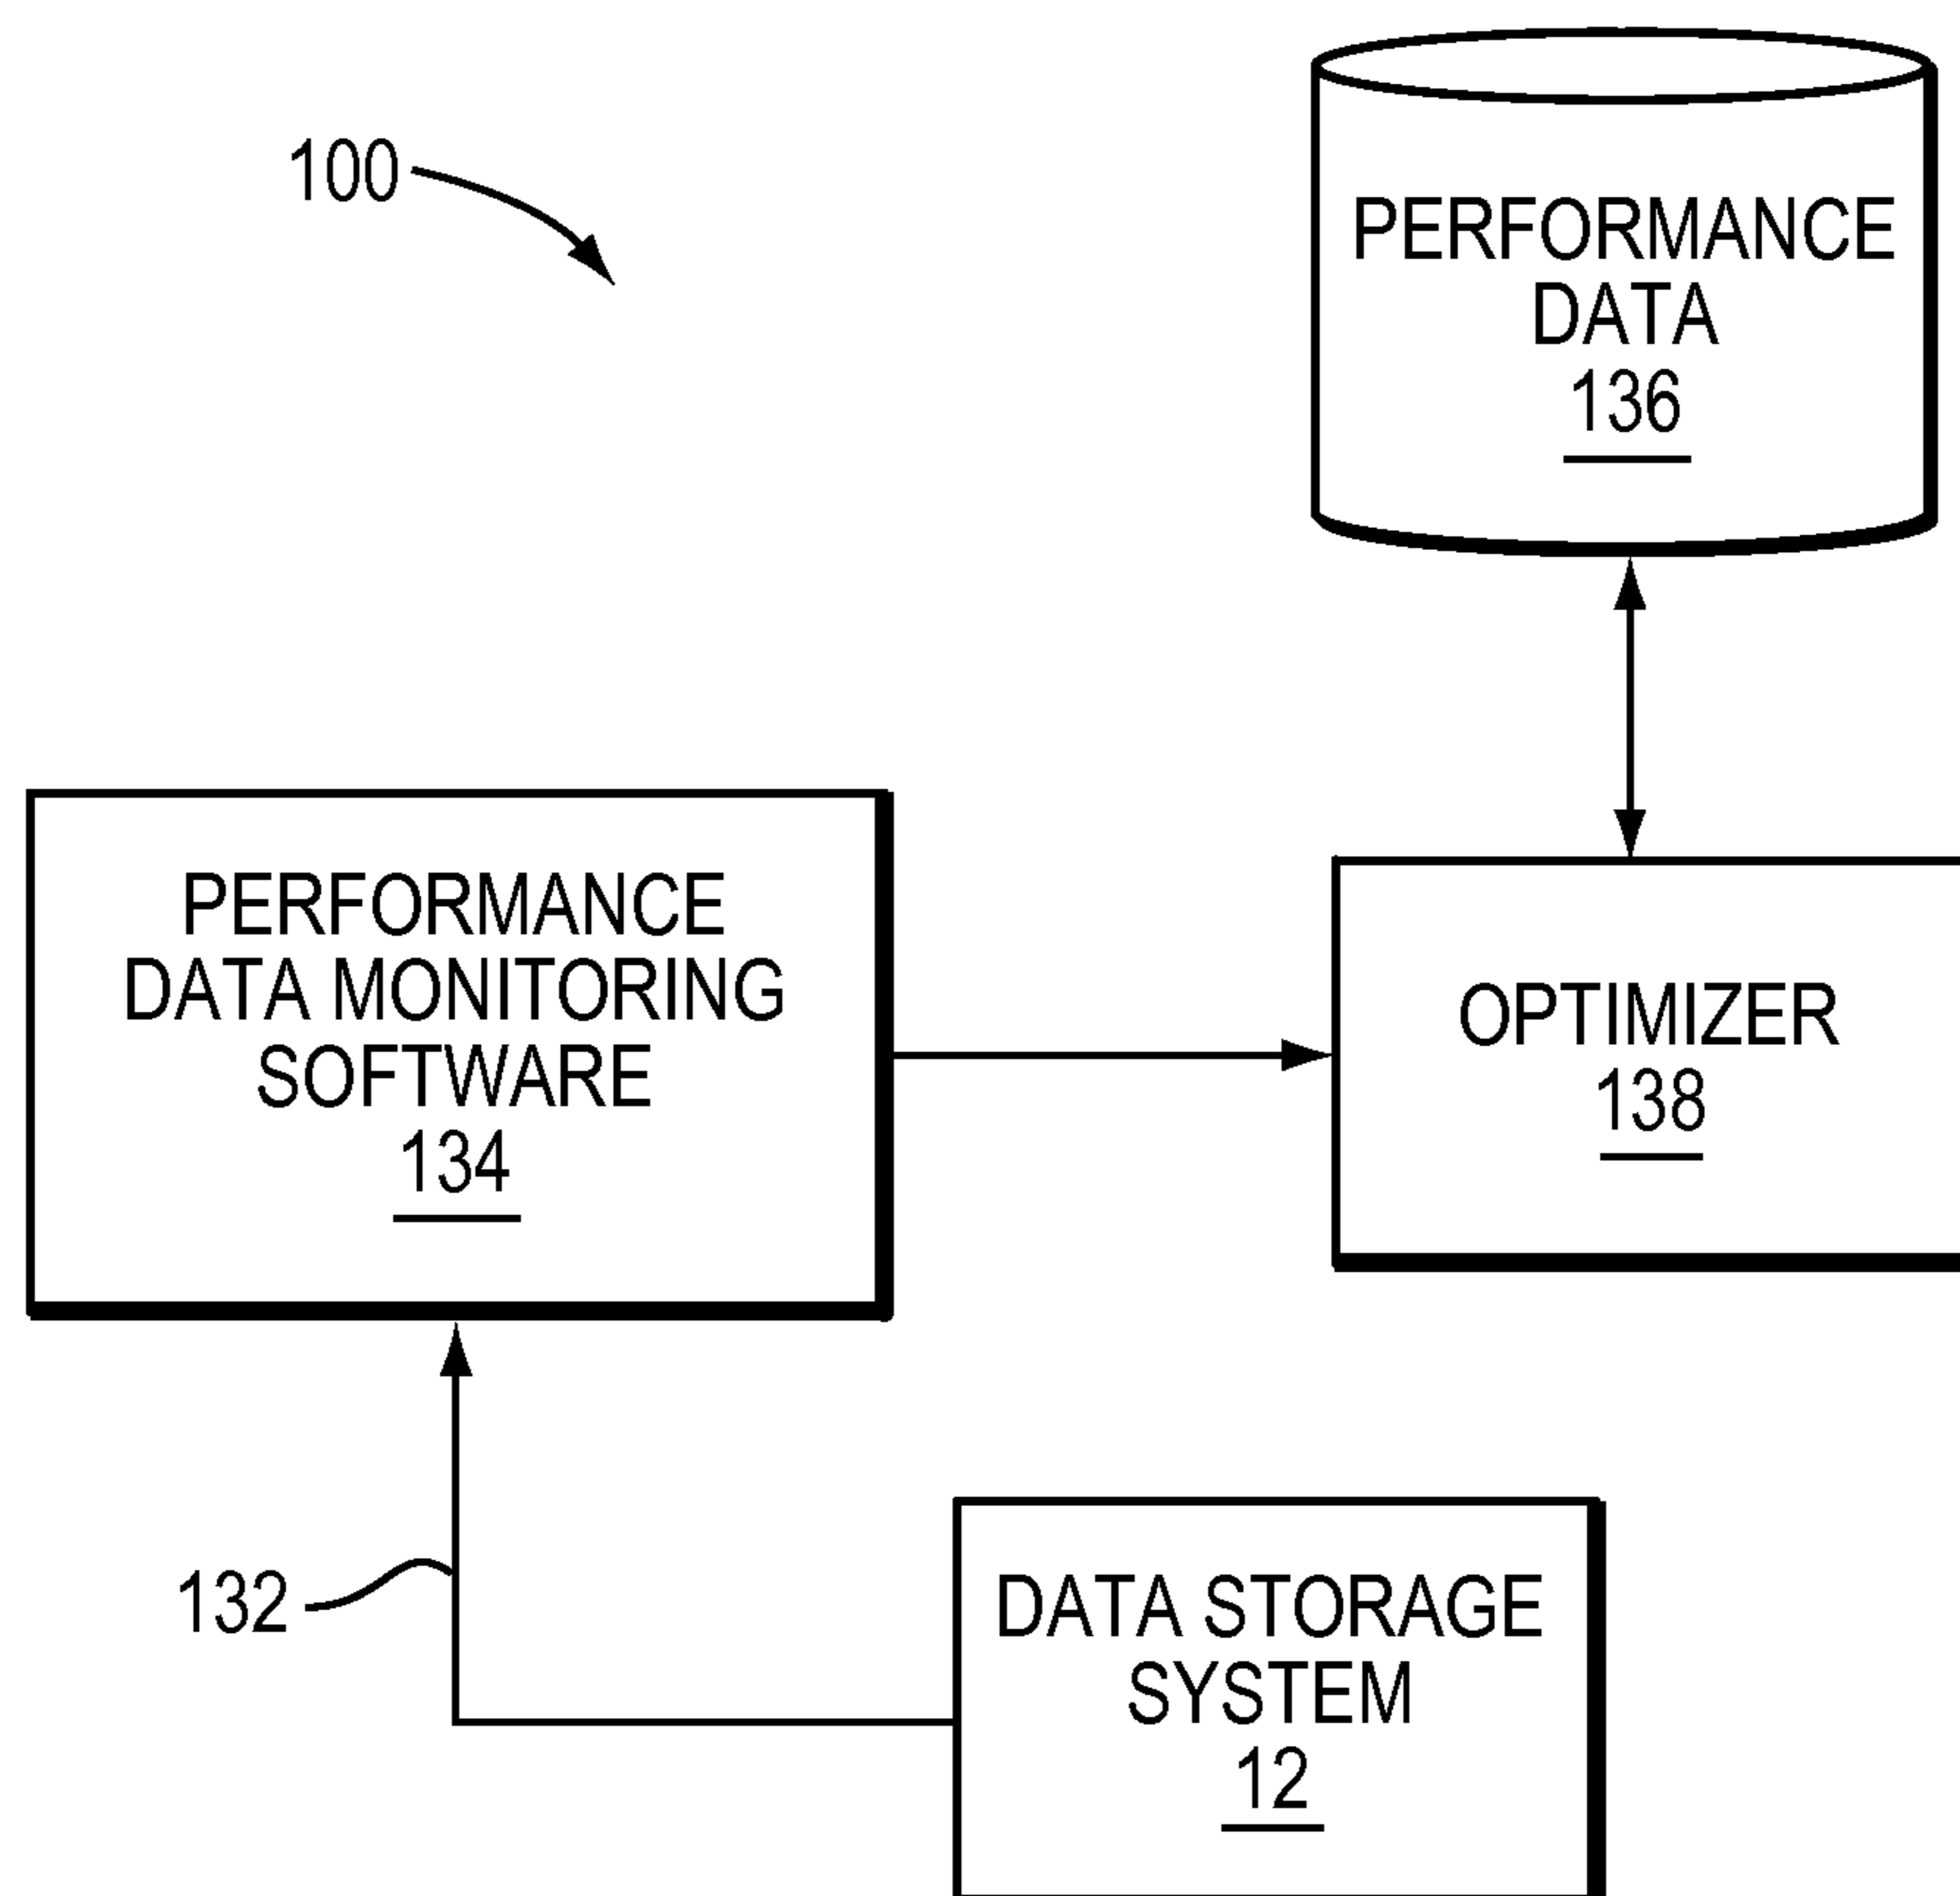 100
PERFORMANCE
DATA
136
PERFORMANCE
DATA MONITORING
SOFTWARE
134
OPTIMIZER
138
132
DATA STORAGE
SYSTEM
12